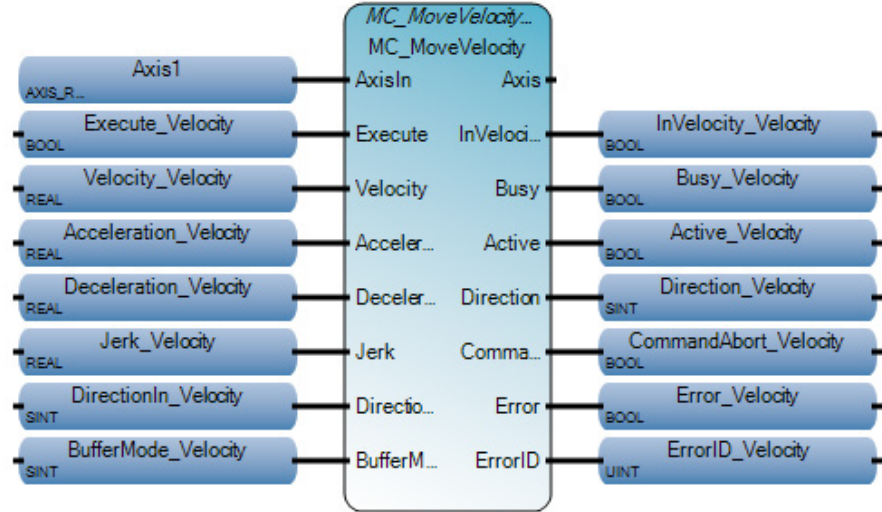 MC_MoveVelocity...
MC_MoveVelocity
Axis1
AXIS_R...
AxisIn
Axis
Execute_Velocity
BOOL
Execute
InVeloci...
InVelocity_Velocity
BOOL
Velocity_Velocity
REAL
Velocity
Busy
Busy_Velocity
BOOL
Acceleration_Velocity
REAL
Acceler...
Active
Active_Velocity
BOOL
Deceleration_Velocity
REAL
Deceler...
Direction
Direction_Velocity
SINT
Jerk_Velocity
REAL
Jerk
Comma...
CommandAbort_Velocity
BOOL
DirectionIn_Velocity
SINT
Directio...
Error
Error_Velocity
BOOL
BufferMode_Velocity
SINT
BufferM...
ErrorID
ErrorID_Velocity
UINT